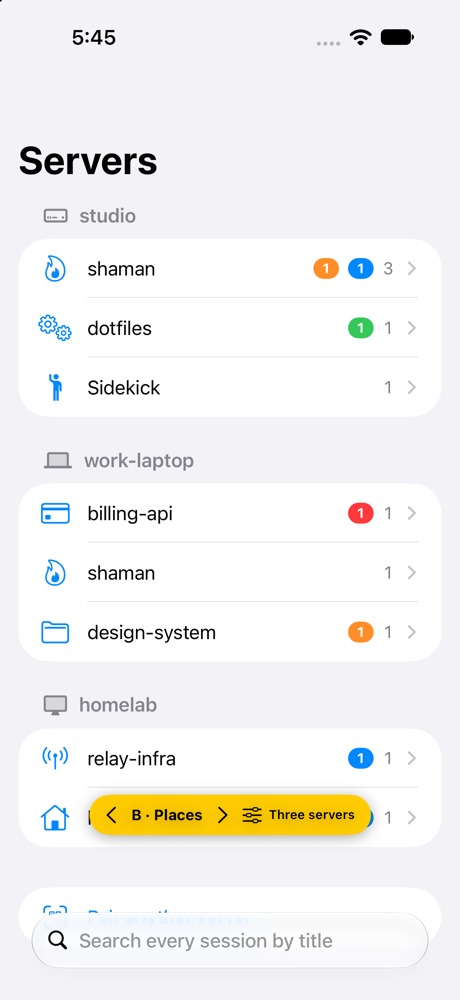 5:45
Servers
studio
shaman 1 1 3
dotfiles 1 1
Sidekick 1
work-laptop
billing-api 1 1
shaman 1
design-system 1 1
homelab
relay-infra 1 1
B · Places Three servers 1
Search every session by title